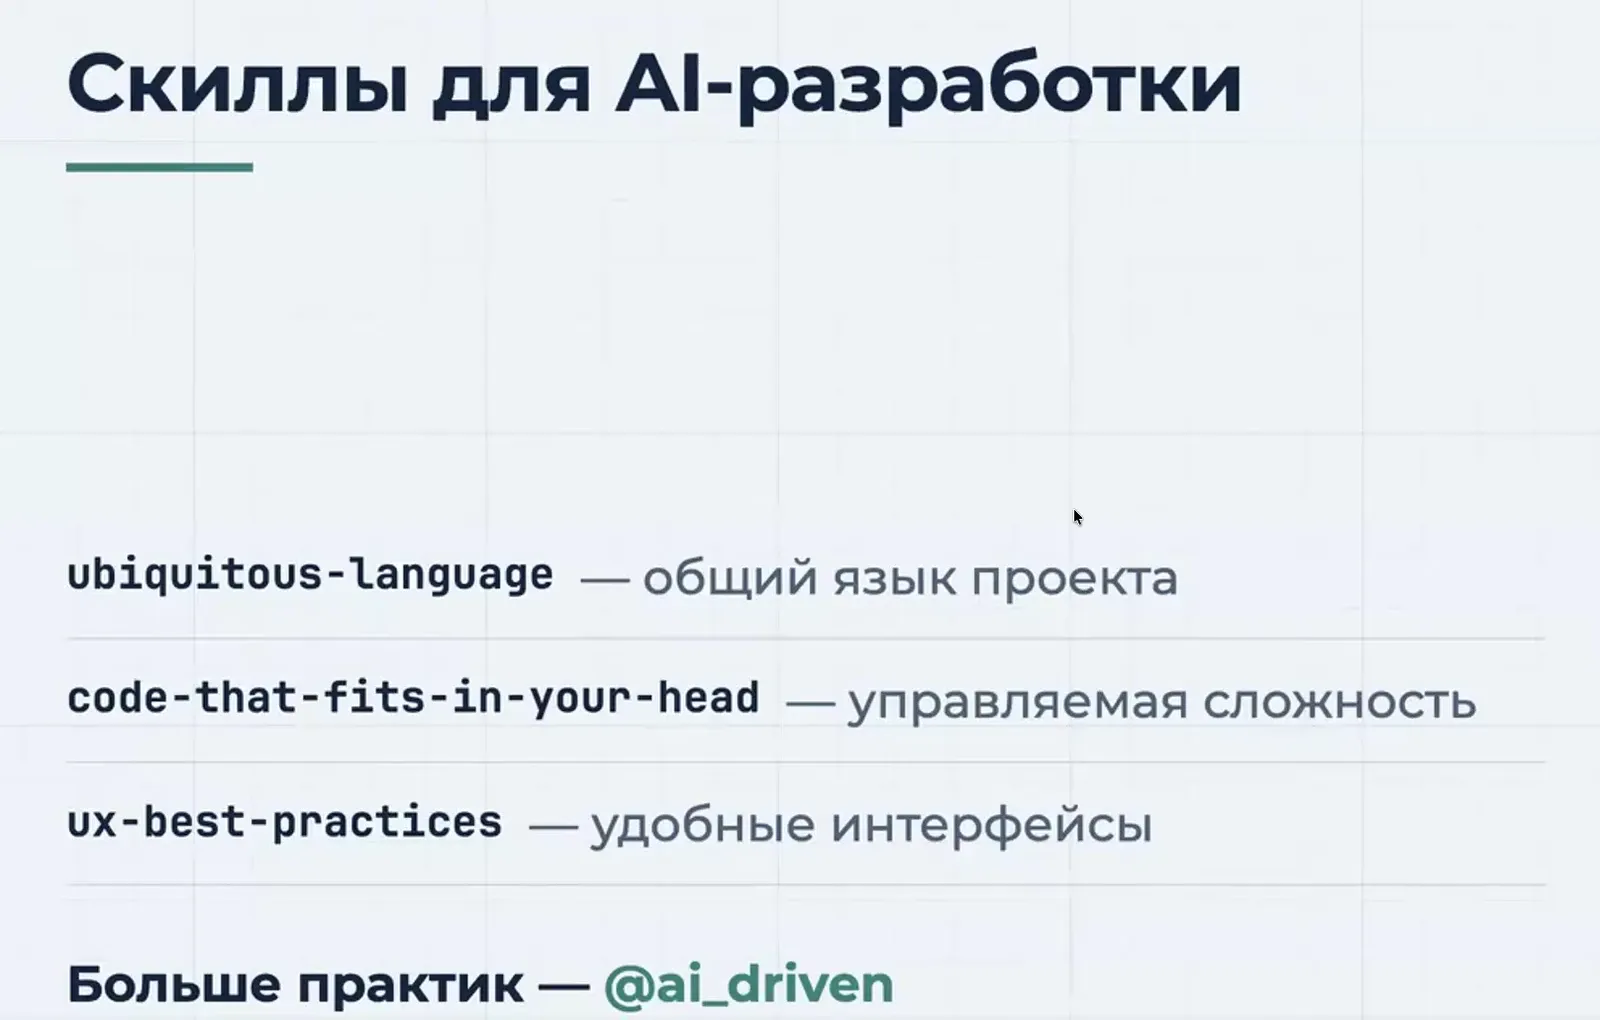 Скиллы для AI-разработки
ubiquitous-language — общий язык проекта
code-that-fits-in-your-head — управляемая сложность
ux-best-practices — удобные интерфейсы
Больше практик — @ai_driven